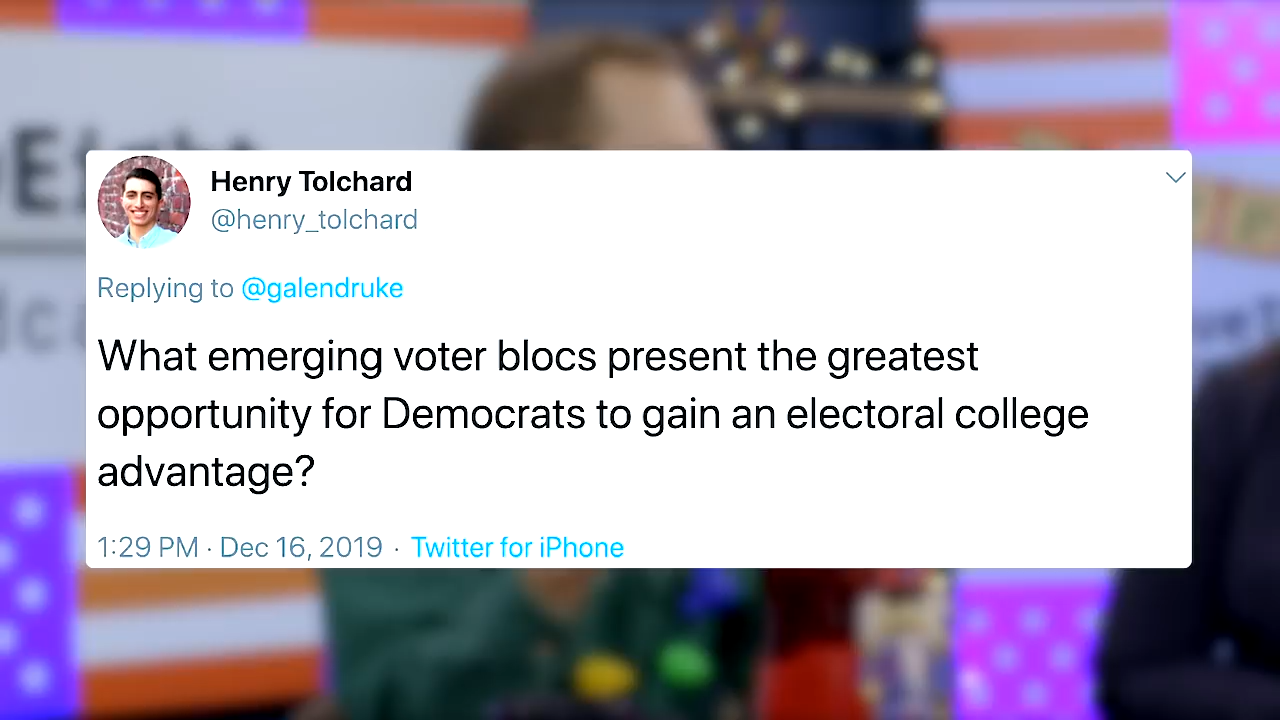 Henry Tolchard
@henry_tolchard
Replying to @galendruke
What emerging voter blocs present the greatest
opportunity for Democrats to gain an electoral college
advantage?
1:29 PM · Dec 16, 2019 · Twitter for iPhone